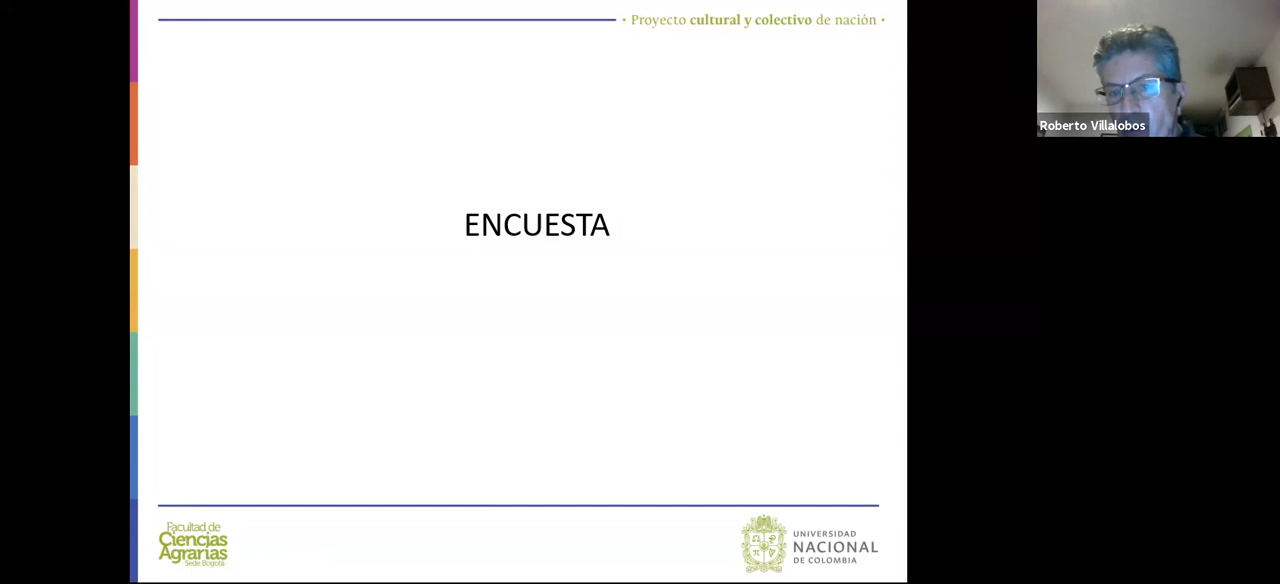 • Proyecto cultural y colectivo de nación •
Roberto Villalobos
ENCUESTA
Facultad de
Ciencias
Agrarias
Sede Bogotá
UNIVERSIDAD
NACIONAL
DE COLOMBIA